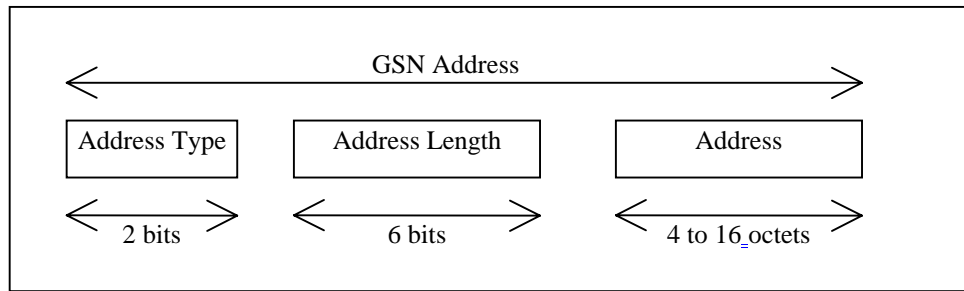 GSN Address
Address Type Address Length Address
2 bits 6 bits 4 to 16 octets